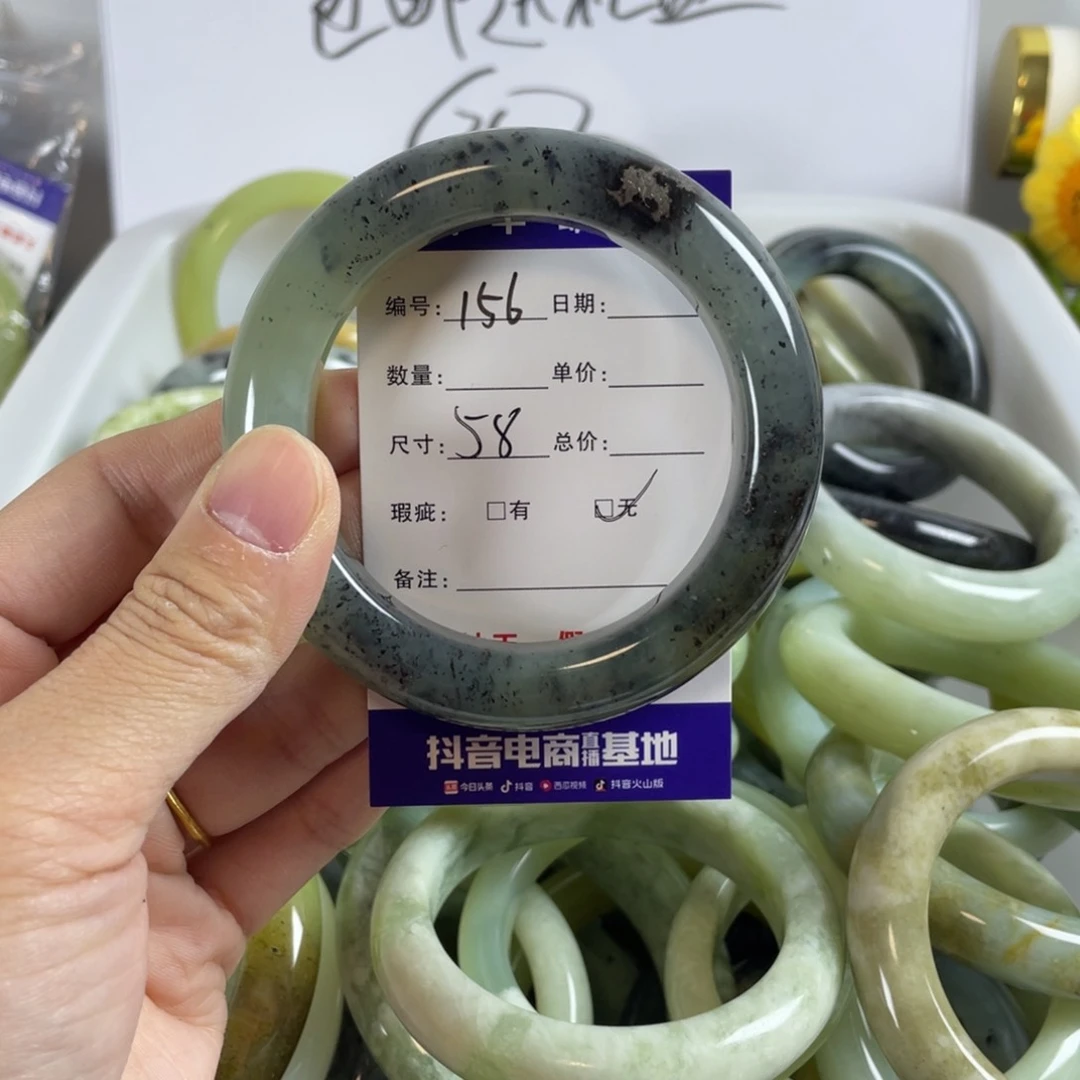 编号: 156 日期:
数量: 单价:
尺寸: 58 总价:
瑕疵: □有 □无
备注:
抖音电商直播基地
今日头条 抖音 西瓜视频 抖音火山版